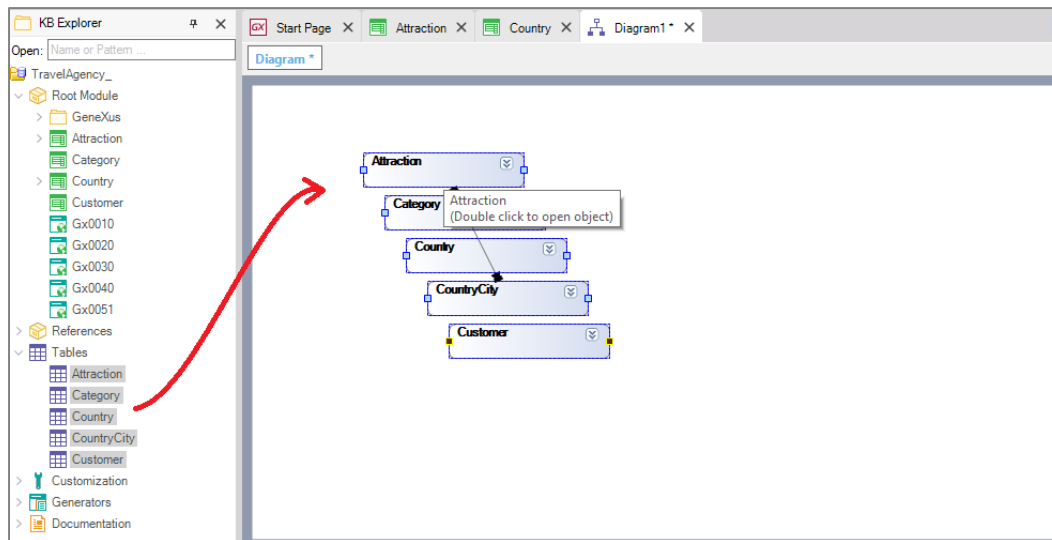 KB Explorer
Open: Name or Pattern ...
TravelAgency_
Root Module
GeneXus
Attraction
Category
Country
Customer
Gx0010
Gx0020
Gx0030
Gx0040
Gx0051
References
Tables
Attraction
Category
Country
CountryCity
Customer
Customization
Generators
Documentation
GX Start Page Attraction Country Diagram1 *
Diagram *
Attraction
Category
Attraction
(Double click to open object)
Country
CountryCity
Customer